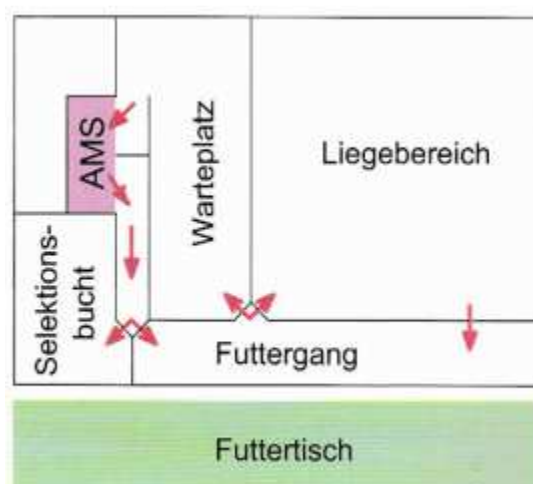 AMS
Warteplatz
Liegebereich
Selektions-
bucht
Futtergang
Futtertisch